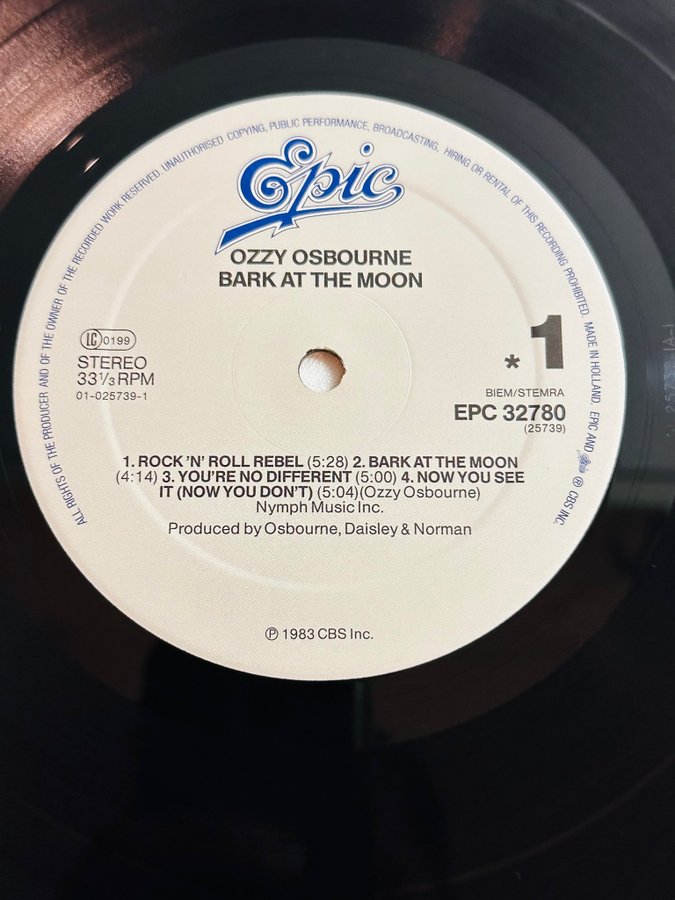 ALL RIGHTS OF THE PRODUCER AND OF THE OWNER OF THE RECORDED WORK RESERVED. UNAUTHORISED COPYING, PUBLIC PERFORMANCE, BROADCASTING, HIRING OR RENTAL OF THIS RECORDING PROHIBITED. MADE IN HOLLAND. EPIC AND Epic ℗ CBS INC.
Epic
OZZY OSBOURNE
BARK AT THE MOON
LC 0199
STEREO
33 1/3 RPM
01-025739-1
* 1
BIEM/STEMRA
EPC 32780
(25739)
1. ROCK 'N' ROLL REBEL (5:28) 2. BARK AT THE MOON
(4:14) 3. YOU'RE NO DIFFERENT (5:00) 4. NOW YOU SEE
IT (NOW YOU DON'T) (5:04)(Ozzy Osbourne)
Nymph Music Inc.
Produced by Osbourne, Daisley & Norman
℗ 1983 CBS Inc.